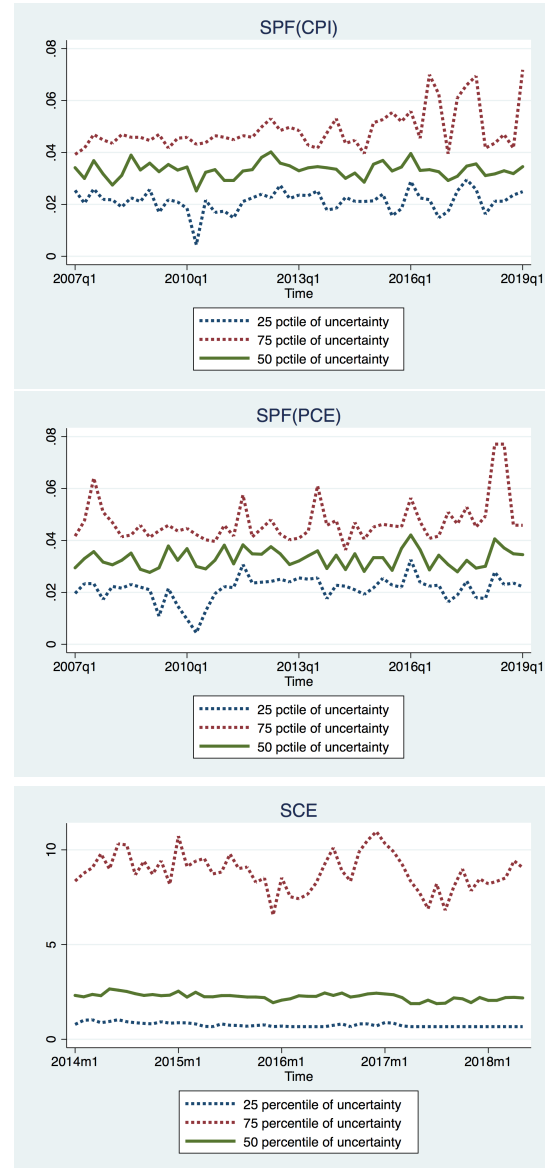 SPF(CPI)
.08
.06
.04
.02
0
2007q1 2010q1 2013q1 2016q1 2019q1
Time
25 pctile of uncertainty
75 pctile of uncertainty
50 pctile of uncertainty
SPF(PCE)
.08
.06
.04
.02
0
2007q1 2010q1 2013q1 2016q1 2019q1
Time
25 pctile of uncertainty
75 pctile of uncertainty
50 pctile of uncertainty
SCE
10
5
0
2014m1 2015m1 2016m1 2017m1 2018m1
Time
25 percentile of uncertainty
75 percentile of uncertainty
50 percentile of uncertainty